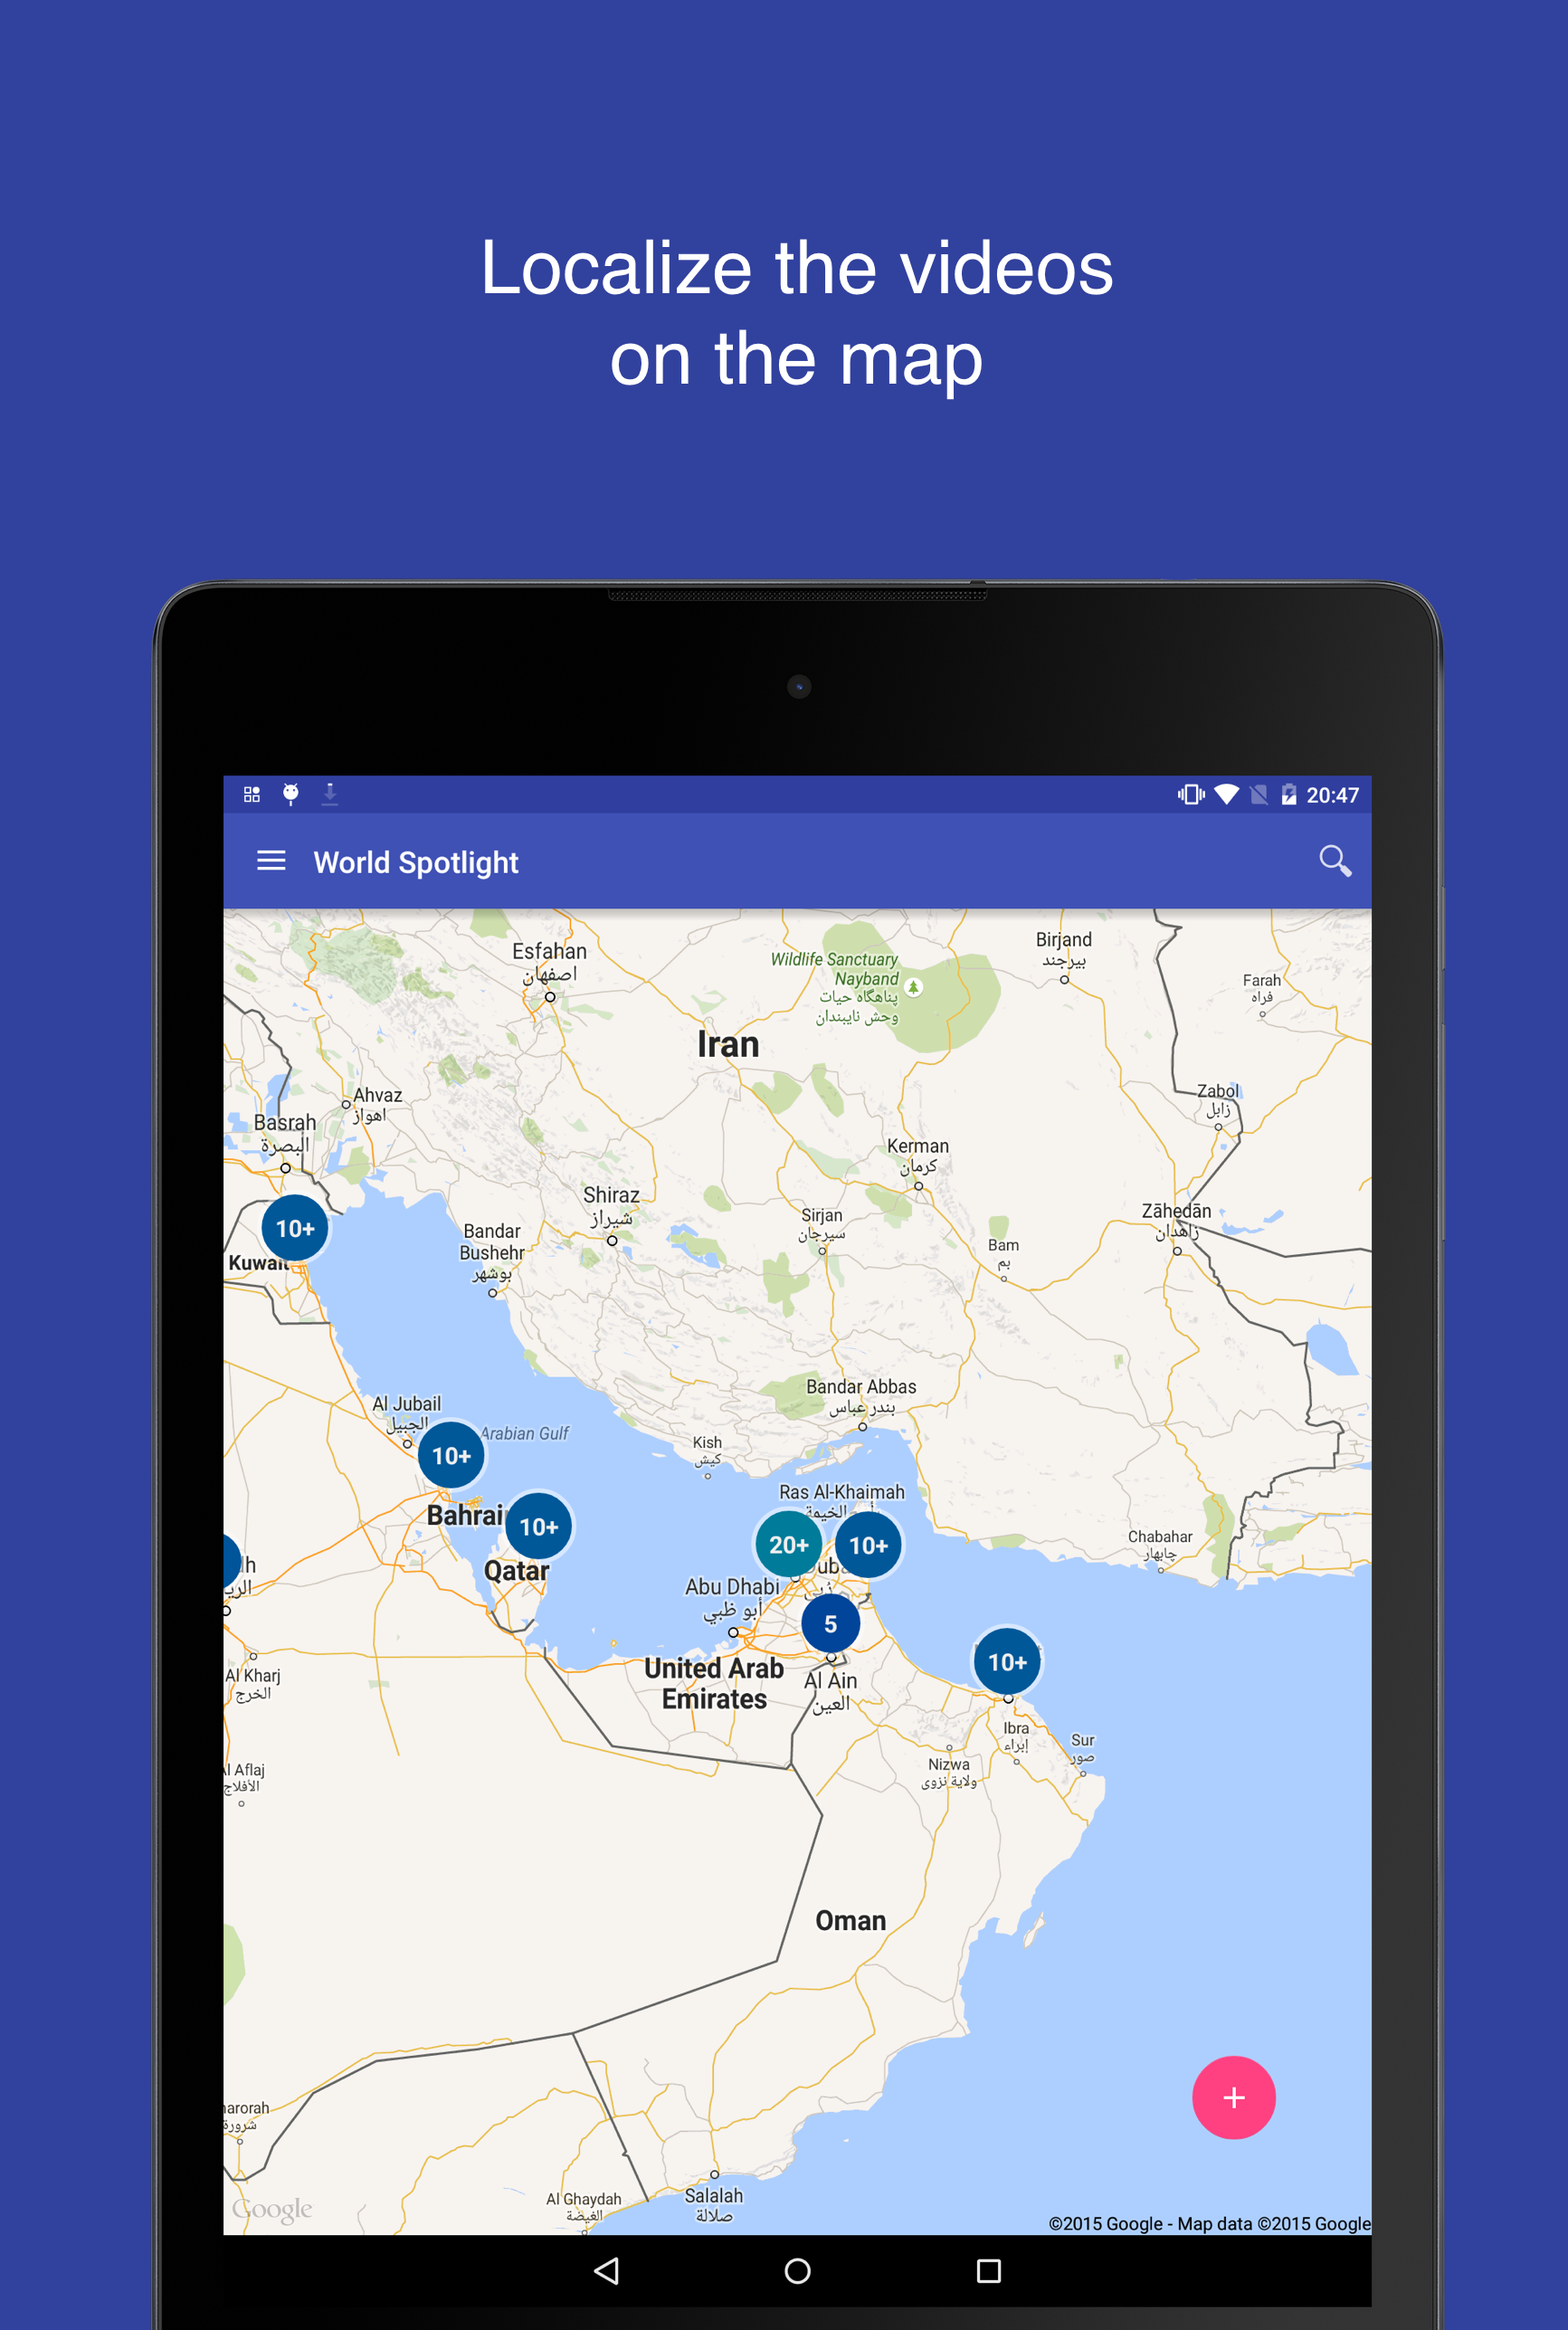 Localize the videos
on the map
20:47
World Spotlight
Esfahan
اصفهان
Wildlife Sanctuary
Nayband
پناهگاه حیات
وحش نایبندان
Birjand
بیرجند
Farah
فراه
Iran
Ahvaz
اهواز
Basrah
البصرة
Zabol
زابل
Kerman
کرمان
Shiraz
شیراز
Sirjan
سیرجان
Zāhedān
زاهدان
Bandar
Bushehr
بوشهر
Bam
بم
10+
Kuwait
Bandar Abbas
بندر عباس
Al Jubail
الجبيل
Arabian Gulf
Kish
کیش
10+
Ras Al-Khaimah
الخيمة
Bahrai
10+
20+
10+
Chabahar
چابهار
Qatar
Abu Dhabi
أبو ظبي
5
10+
United Arab
Emirates
Al Ain
العين
Al Kharj
الخرج
Ibra
إبراء
Sur
صور
Nizwa
ولاية نزوى
l Aflaj
الأفلاج
Oman
+
arorah
شرورة
Al Ghaydah
الغيضة
Salalah
صلالة
Google
©2015 Google - Map data ©2015 Google